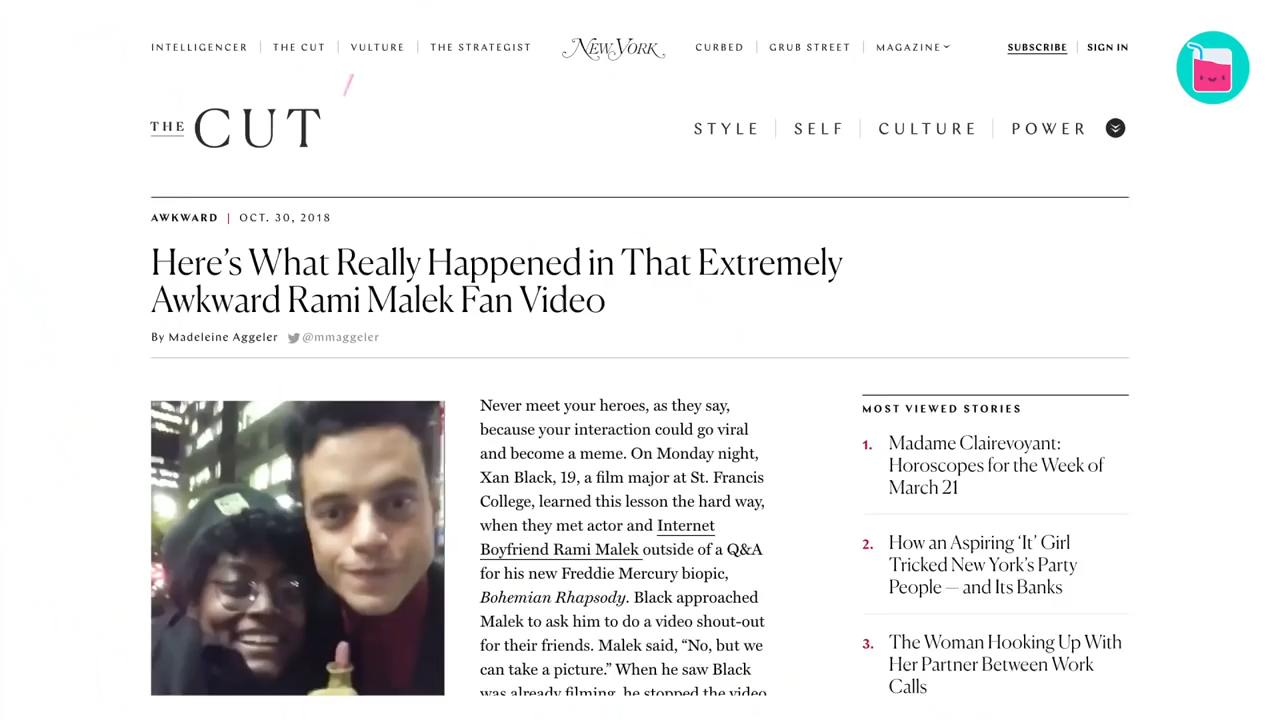 INTELLIGENCER THE CUT VULTURE THE STRATEGIST NEW YORK CURBED GRUB STREET MAGAZINE SUBSCRIBE SIGN IN
THE CUT STYLE SELF CULTURE POWER
AWKWARD | OCT. 30, 2018
Here’s What Really Happened in That Extremely
Awkward Rami Malek Fan Video
By Madeleine Aggeler @mmaggeler
Never meet your heroes, as they say,
because your interaction could go viral
and become a meme. On Monday night,
Xan Black, 19, a film major at St. Francis
College, learned this lesson the hard way,
when they met actor and Internet
Boyfriend Rami Malek outside of a Q&A
for his new Freddie Mercury biopic,
Bohemian Rhapsody. Black approached
Malek to ask him to do a video shout-out
for their friends. Malek said, “No, but we
can take a picture.” When he saw Black
was already filming, he stopped the video
MOST VIEWED STORIES
1. Madame Clairevoyant:
Horoscopes for the Week of
March 21
2. How an Aspiring ‘It’ Girl
Tricked New York’s Party
People — and Its Banks
3. The Woman Hooking Up With
Her Partner Between Work
Calls